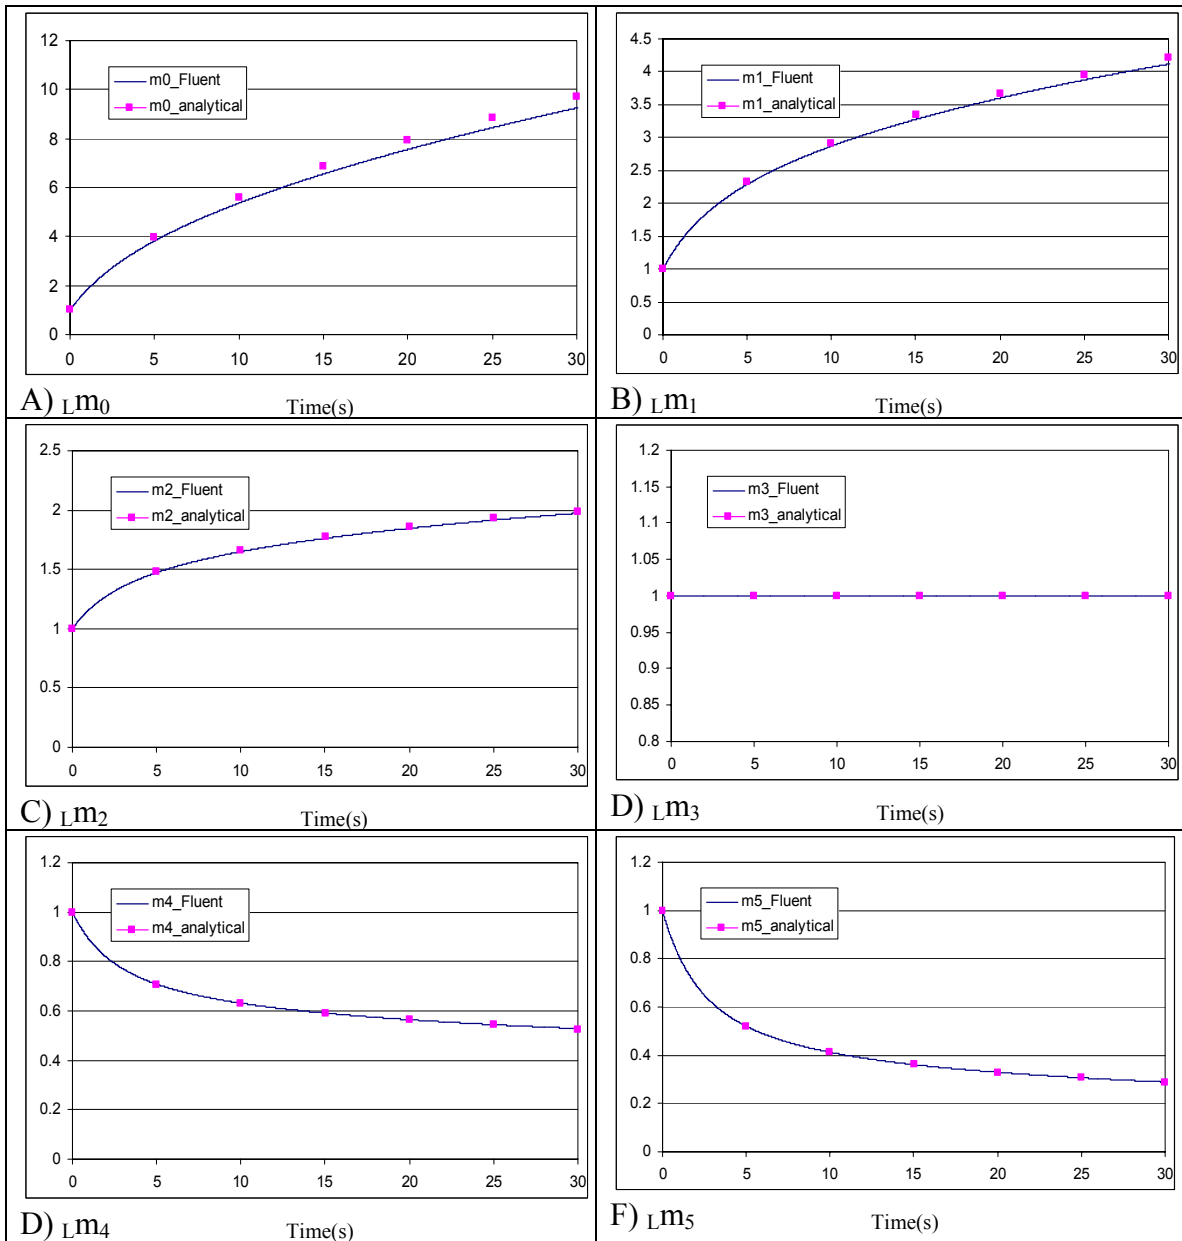 12
10
8
6
4
2
0
m0_Fluent
m0_analytical
0 5 10 15 20 25 30
A) Lm0 Time(s)
4.5
4
3.5
3
2.5
2
1.5
1
0.5
0
m1_Fluent
m1_analytical
0 5 10 15 20 25 30
B) Lm1 Time(s)
2.5
2
1.5
1
0.5
0
m2_Fluent
m2_analytical
0 5 10 15 20 25 30
C) Lm2 Time(s)
1.2
1.15
1.1
1.05
1
0.95
0.9
0.85
0.8
m3_Fluent
m3_analytical
0 5 10 15 20 25 30
D) Lm3 Time(s)
1.2
1
0.8
0.6
0.4
0.2
0
m4_Fluent
m4_analytical
0 5 10 15 20 25 30
D) Lm4 Time(s)
1.2
1
0.8
0.6
0.4
0.2
0
m5_Fluent
m5_analytical
0 5 10 15 20 25 30
F) Lm5 Time(s)